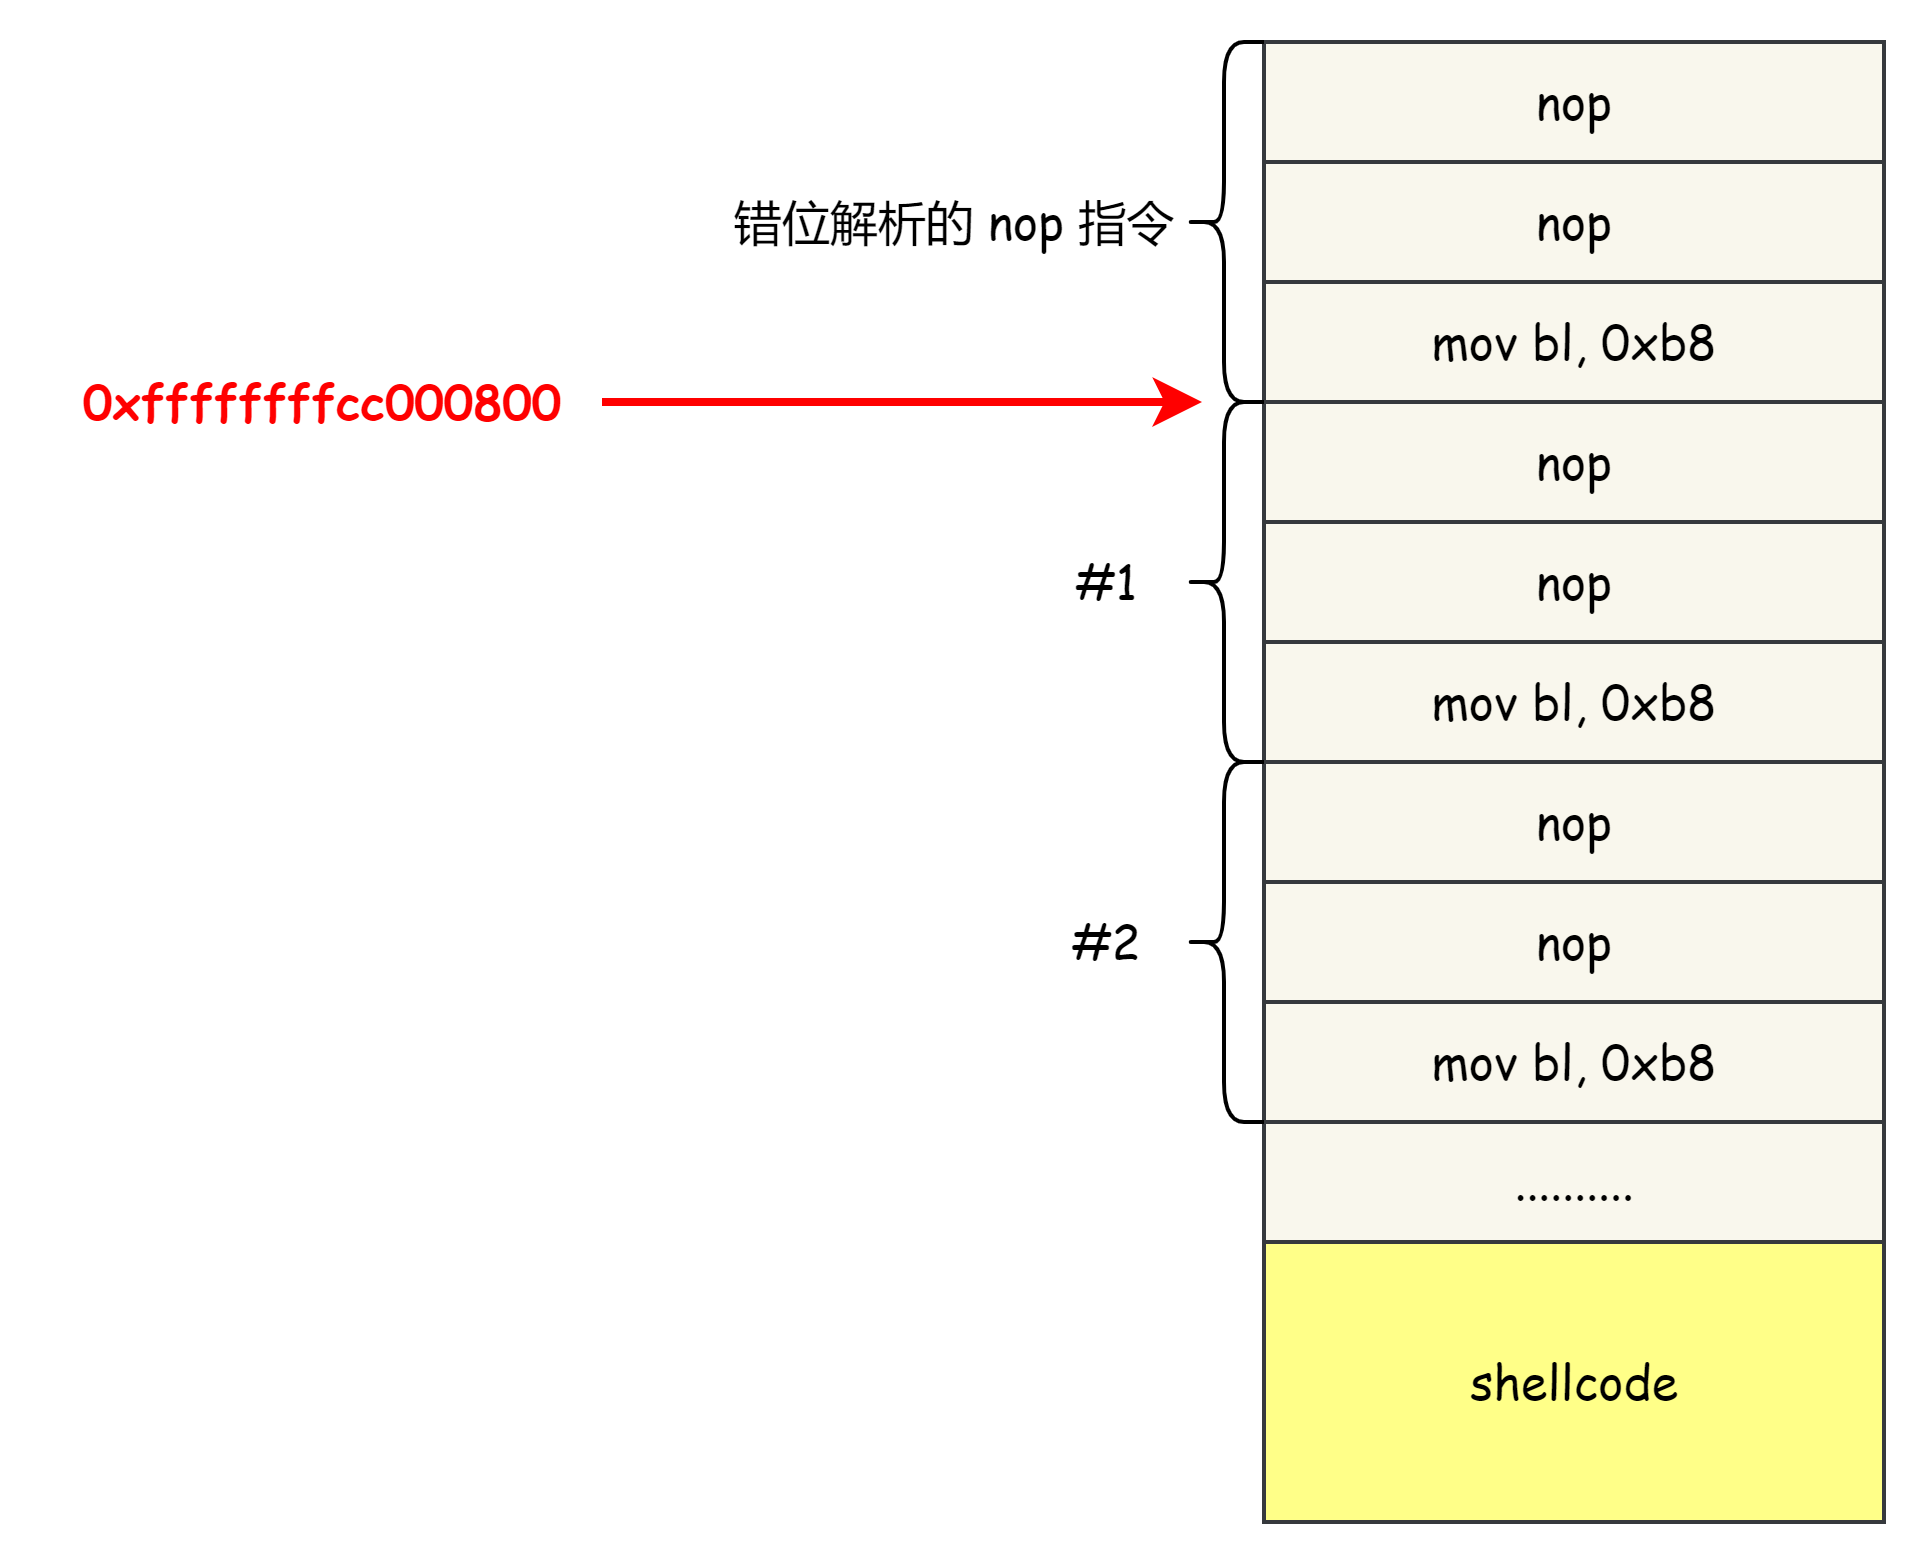 nop
nop
错位解析的 nop 指令
mov bl, 0xb8
0xffffffffcc000800
nop
#1
nop
mov bl, 0xb8
nop
#2
nop
mov bl, 0xb8
..........
shellcode